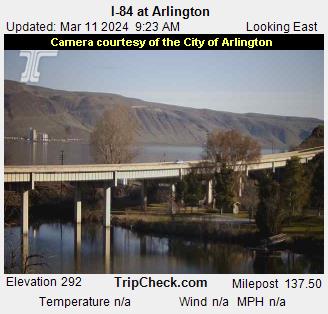 I-84 at Arlington
Updated: Mar 11 2024 9:23 AM Looking East
Camera courtesy of the City of Arlington
Elevation 292 TripCheck.com Milepost 137.50
Temperature n/a Wind n/a MPH n/a